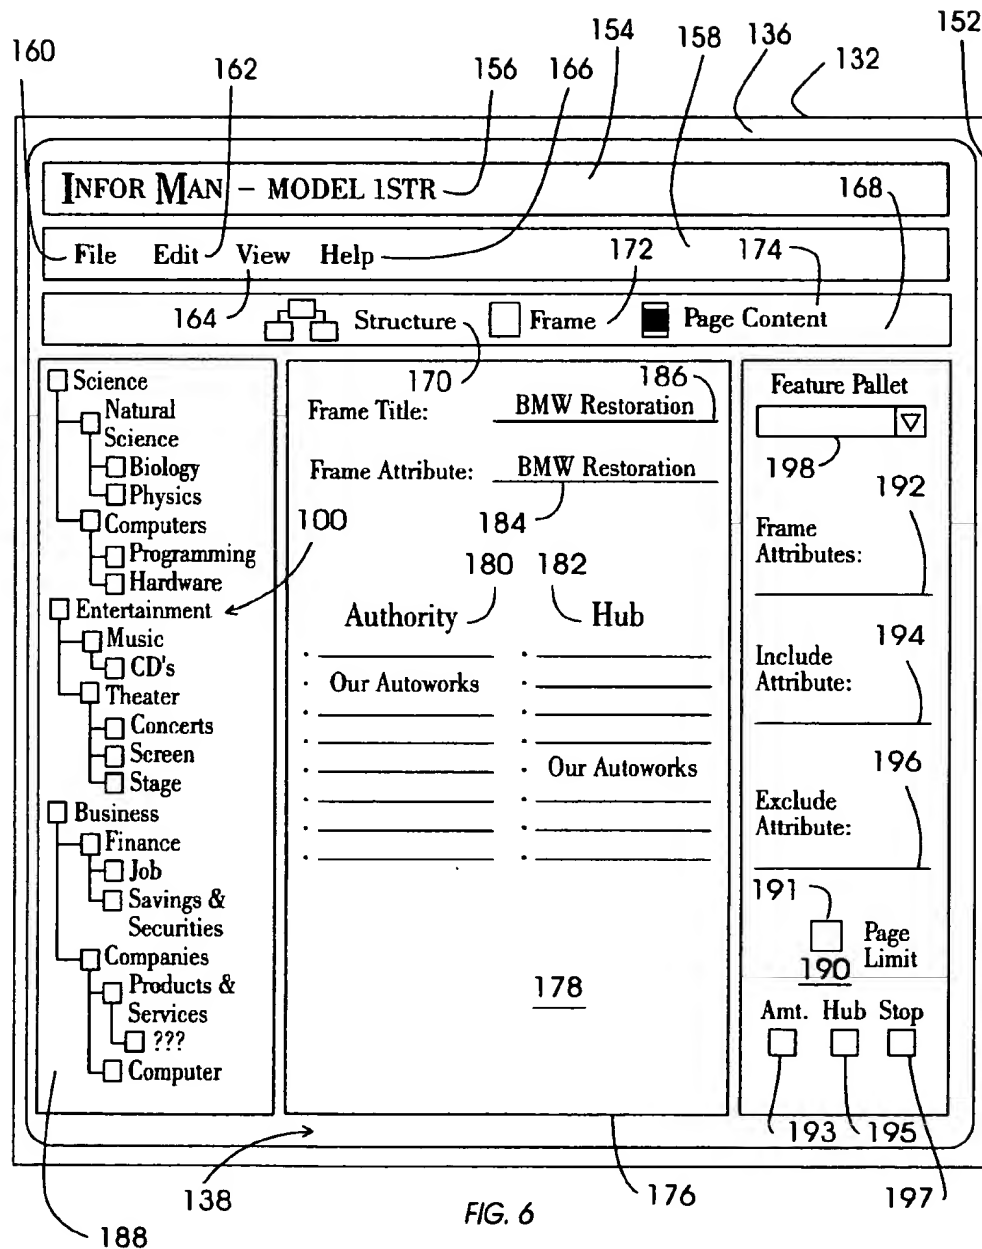 152
154
158
136
132
160
162
156
166
INFOR MAN – MODEL 1STR
168
File Edit View Help
172
174
164
Structure
Frame
Page Content
170
Science
Natural
Science
Biology
Physics
Computers
Programming
Hardware
Entertainment
Music
CD's
Theater
Concerts
Screen
Stage
Business
Finance
Job
Savings &
Securities
Companies
Products &
Services
???
Computer
100
186
Frame Title: BMW Restoration
Frame Attribute: BMW Restoration
184
180 182
Authority Hub
Our Autoworks
Our Autoworks
178
Feature Pallet
198
192
Frame
Attributes:
194
Include
Attribute:
196
Exclude
Attribute:
191
Page
Limit
190
Amt. Hub Stop
193
195
197
138
176
188
FIG. 6